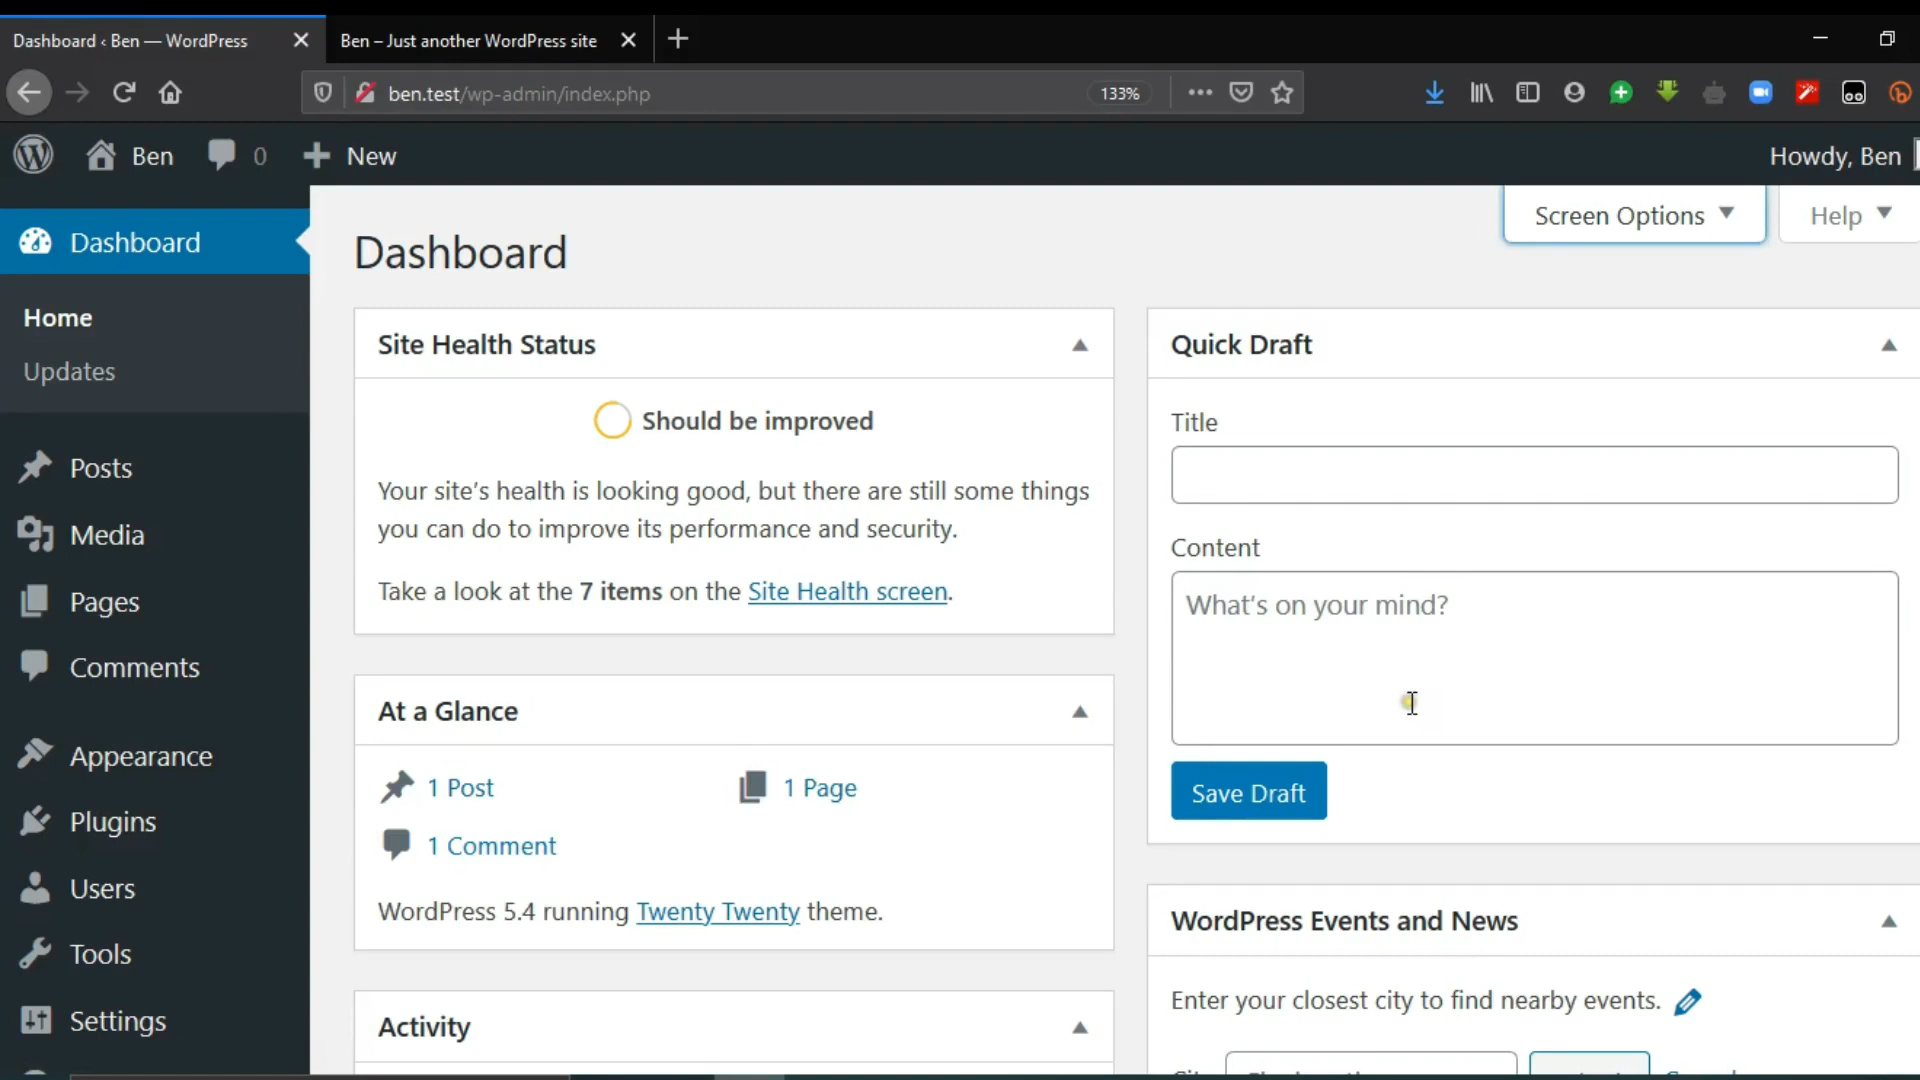 Dashboard ‹ Ben — WordPress
Ben – Just another WordPress site
ben.test/wp-admin/index.php
133%
Ben
0
New
Howdy, Ben
Screen Options
Help
Dashboard
Home
Updates
Posts
Media
Pages
Comments
Appearance
Plugins
Users
Tools
Settings
Dashboard
Site Health Status
Should be improved
Your site's health is looking good, but there are still some things
you can do to improve its performance and security.
Take a look at the 7 items on the Site Health screen.
At a Glance
1 Post
1 Page
1 Comment
WordPress 5.4 running Twenty Twenty theme.
Activity
Quick Draft
Title
Content
What's on your mind?
Save Draft
WordPress Events and News
Enter your closest city to find nearby events.